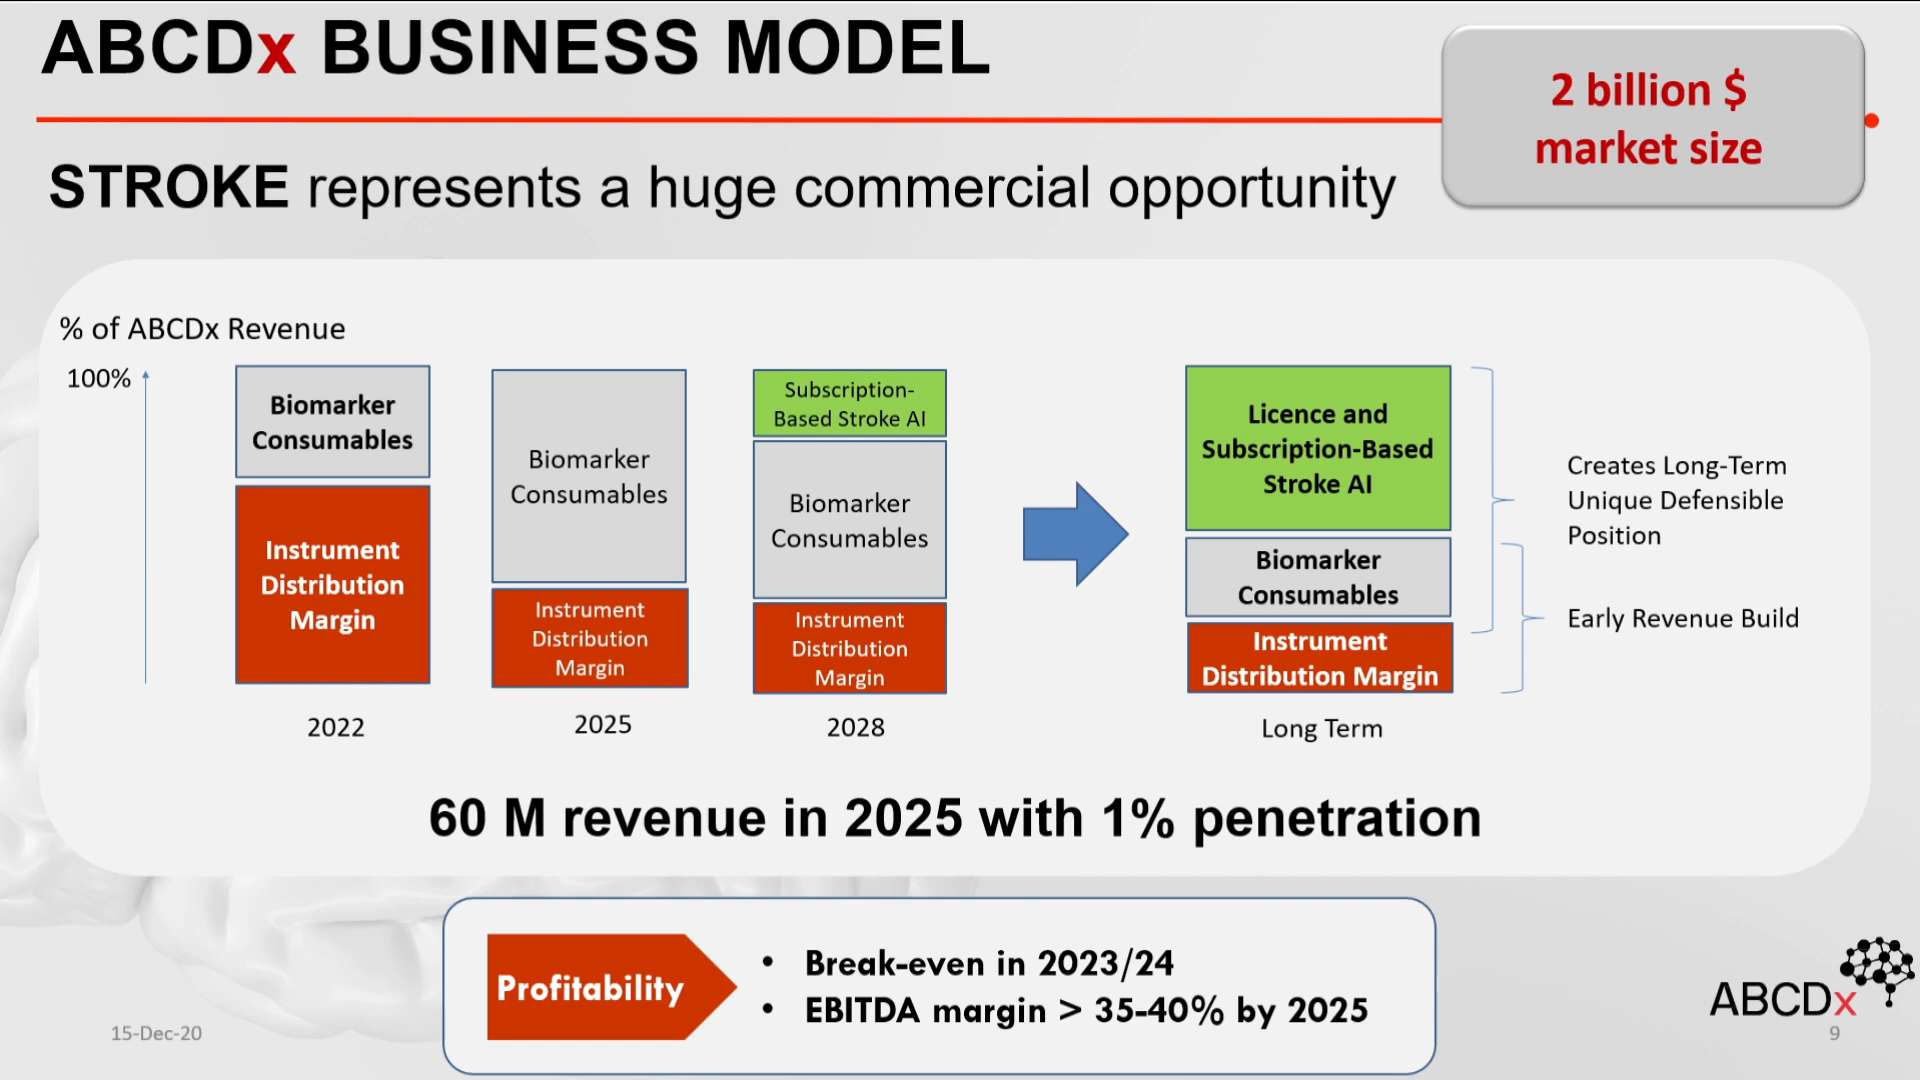 ABCDx BUSINESS MODEL
2 billion $
market size
STROKE represents a huge commercial opportunity
% of ABCDx Revenue
100%
Biomarker
Consumables
Instrument
Distribution
Margin
2022
Biomarker
Consumables
Instrument
Distribution
Margin
2025
Subscription-
Based Stroke AI
Biomarker
Consumables
Instrument
Distribution
Margin
2028
Licence and
Subscription-Based
Stroke AI
Biomarker
Consumables
Instrument
Distribution Margin
Long Term
Creates Long-Term
Unique Defensible
Position
Early Revenue Build
60 M revenue in 2025 with 1% penetration
Profitability
• Break-even in 2023/24
• EBITDA margin > 35-40% by 2025
15-Dec-20
ABCDx
9